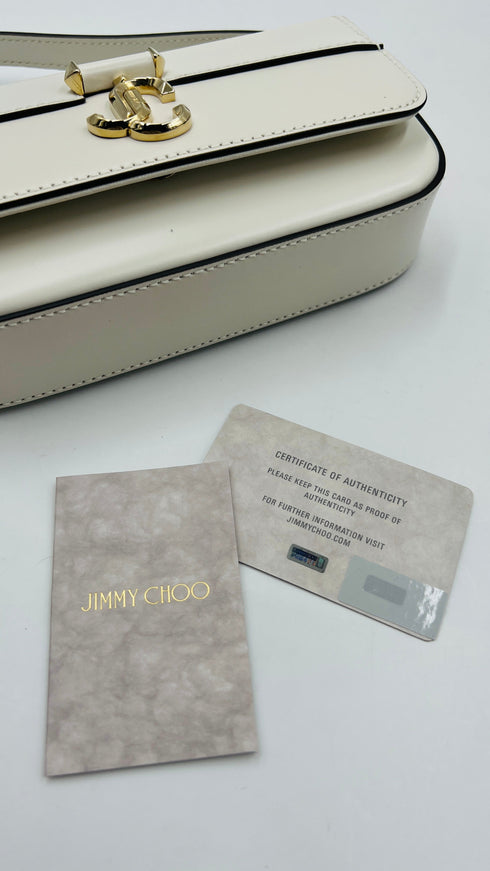 CERTIFICATE OF AUTHENTICITY
PLEASE KEEP THIS CARD AS PROOF OF
AUTHENTICITY
FOR FURTHER INFORMATION VISIT
JIMMYCHOO.COM
JIMMY CHOO